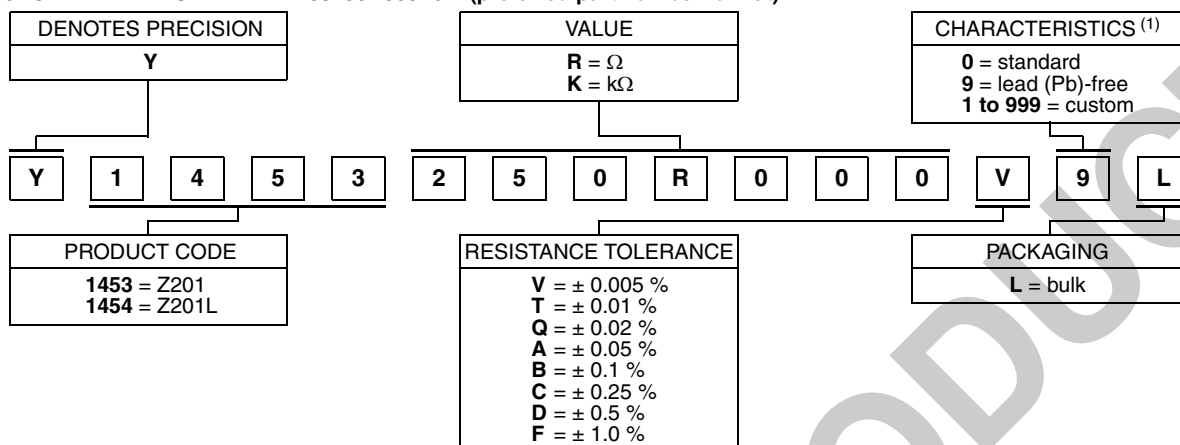 DENOTES PRECISION
Y
VALUE
R = Ω
K = kΩ
CHARACTERISTICS (1)
0 = standard
9 = lead (Pb)-free
1 to 999 = custom
Y 1 4 5 3 2 5 0 R 0 0 0 V 9 L
PRODUCT CODE
1453 = Z201
1454 = Z201L
RESISTANCE TOLERANCE
V = ± 0.005 %
T = ± 0.01 %
Q = ± 0.02 %
A = ± 0.05 %
B = ± 0.1 %
C = ± 0.25 %
D = ± 0.5 %
F = ± 1.0 %
PACKAGING
L = bulk